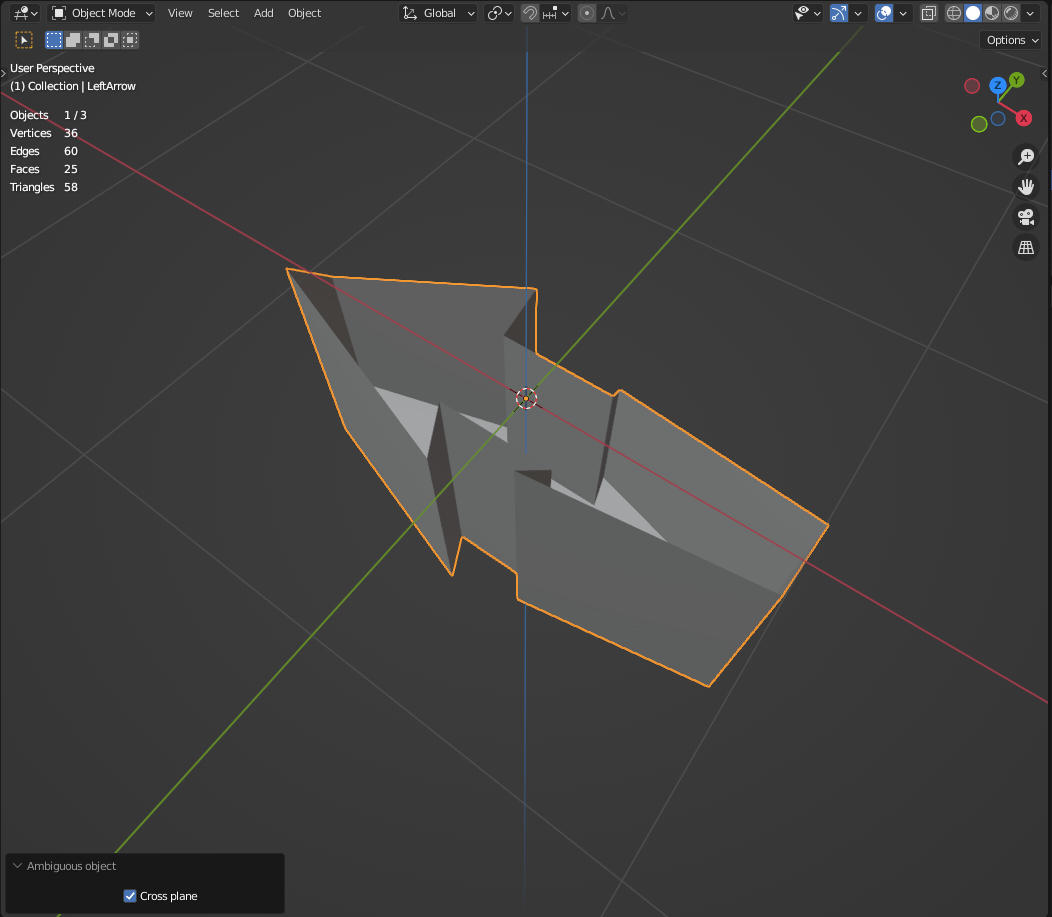 Object Mode View Select Add Object Global
Options
User Perspective
(1) Collection | LeftArrow
Objects 1 / 3
Vertices 36
Edges 60
Faces 25
Triangles 58
Z
Y
X
Ambiguous object
Cross plane